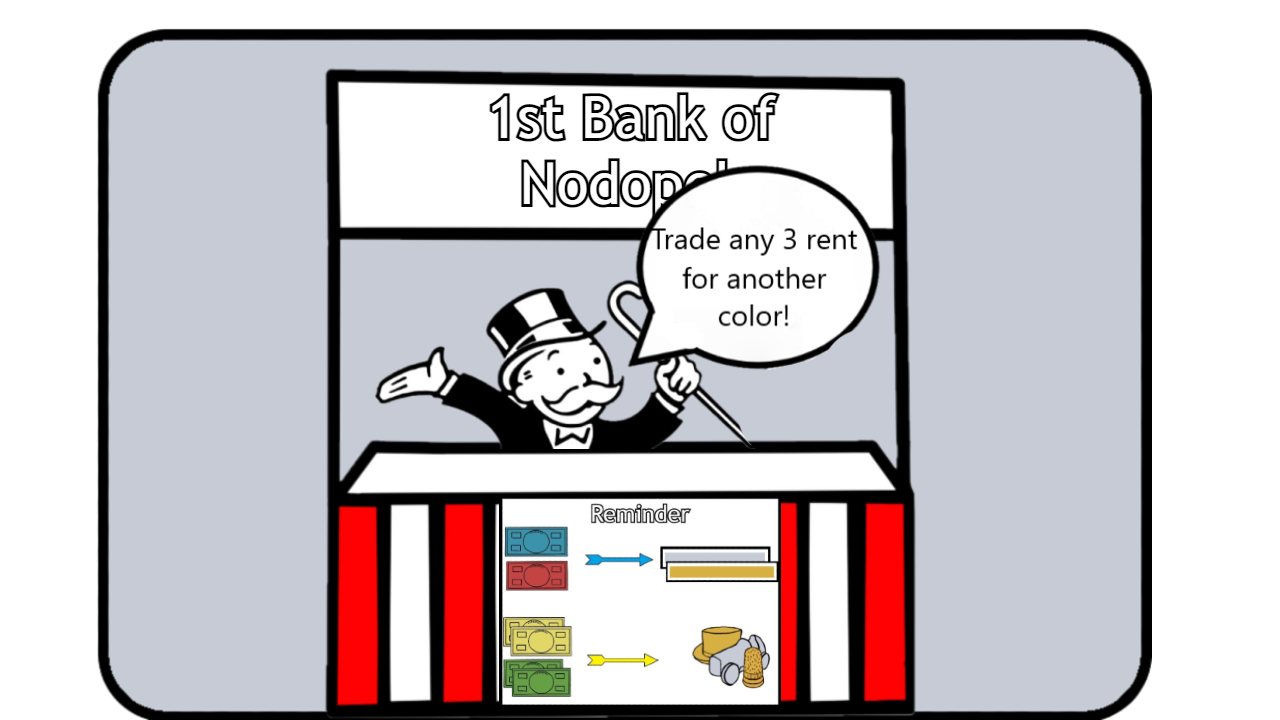 1st Bank of
Trade any 3 rent
for another
color!
Reminder